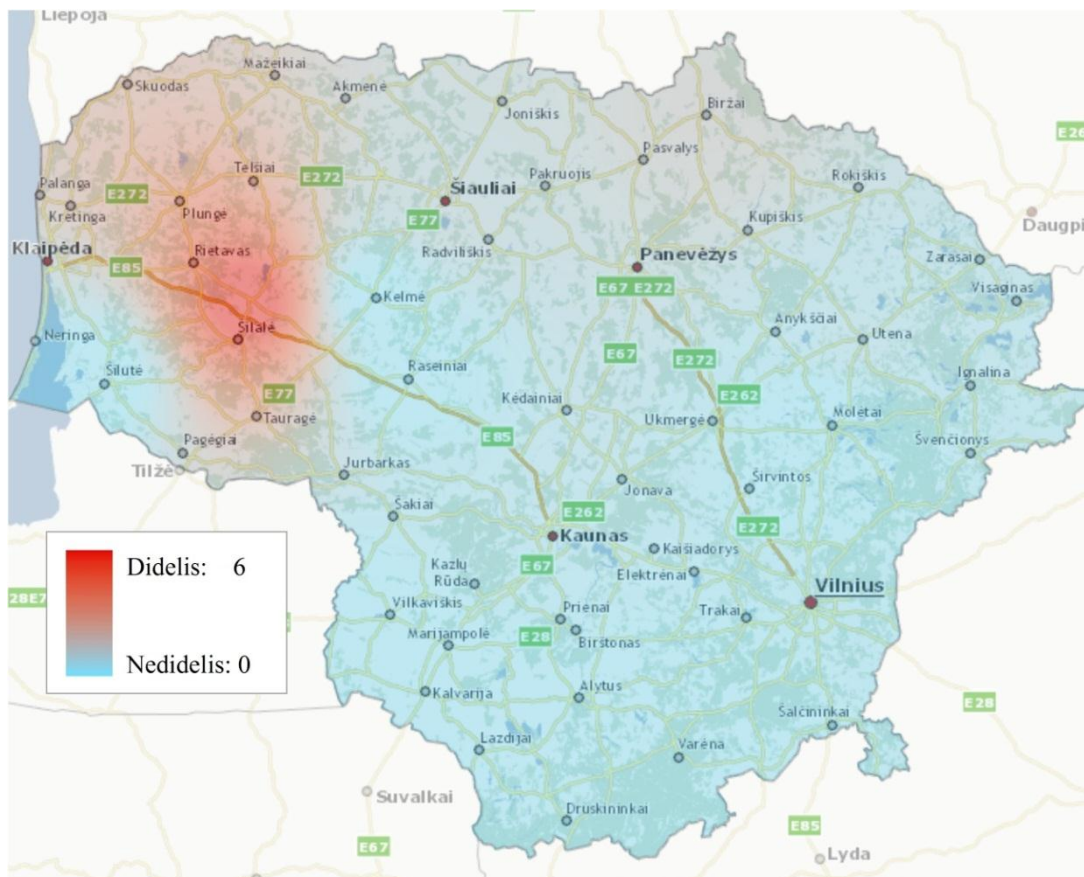 Liepoja
Mažeikiai
Skuodas
Akmenė
Joniškis
Biržai
E26
Pasvalys
Telšiai
E272
Palanga
E272
Pakruojis
Rokiškis
Šiauliai
Plungė
Kretinga
E77
Kupiškis
Daugpi
Klaipėda
Rietavas
Radviliškis
Panevėžys
Zarasai
E85
E67 E272
Visaginas
Kelmė
Neringa
Šilalė
Anykščiai
Utena
E67
E272
Šilutė
Raseiniai
Ignalina
E77
E262
Kėdainiai
Tauragė
Ukmergė
Molėtai
E85
Pagėgiai
Švenčionys
Tilžė
Jurbarkas
Širvintos
Jonava
Šakiai
E262
E272
Kaunas
Kaišiadorys
Didelis: 6
Kazlų
Rūda
E67
Elektrėnai
Vilnius
28E7
Vilkaviškis
Prienai
Trakai
Marijampolė
E28
Birštonas
Nedidelis: 0
Kalvarija
Alytus
E28
Šalčininkai
Lazdijai
Varėna
Suvalkai
Druskininkai
E85
E67
Lyda